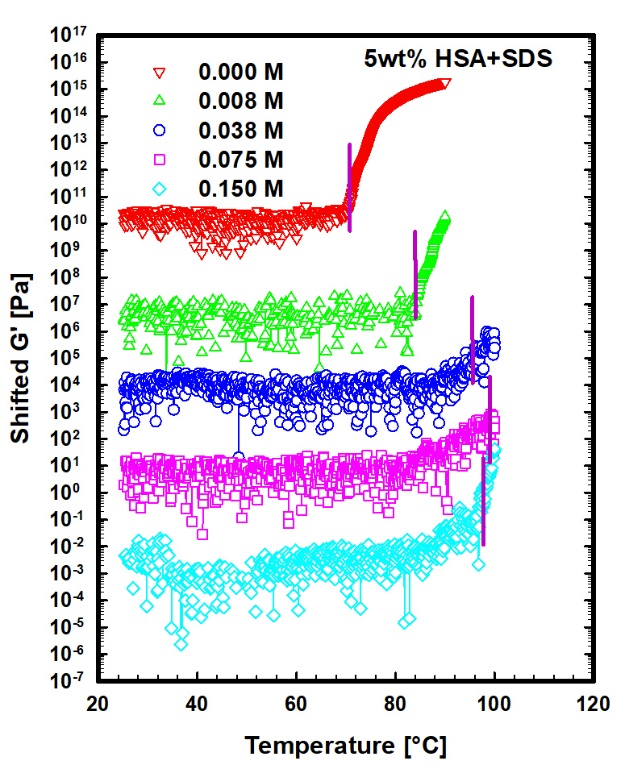 10^17
5wt% HSA+SDS
10^16
0.000 M
10^15
0.008 M
10^14
0.038 M
10^13
0.075 M
10^12
0.150 M
10^11
10^10
10^9
10^8
10^7
10^6
10^5
10^4
10^3
10^2
10^1
10^0
10^-1
10^-2
10^-3
10^-4
10^-5
10^-6
10^-7
Shifted G' [Pa]
20 40 60 80 100 120
Temperature [°C]